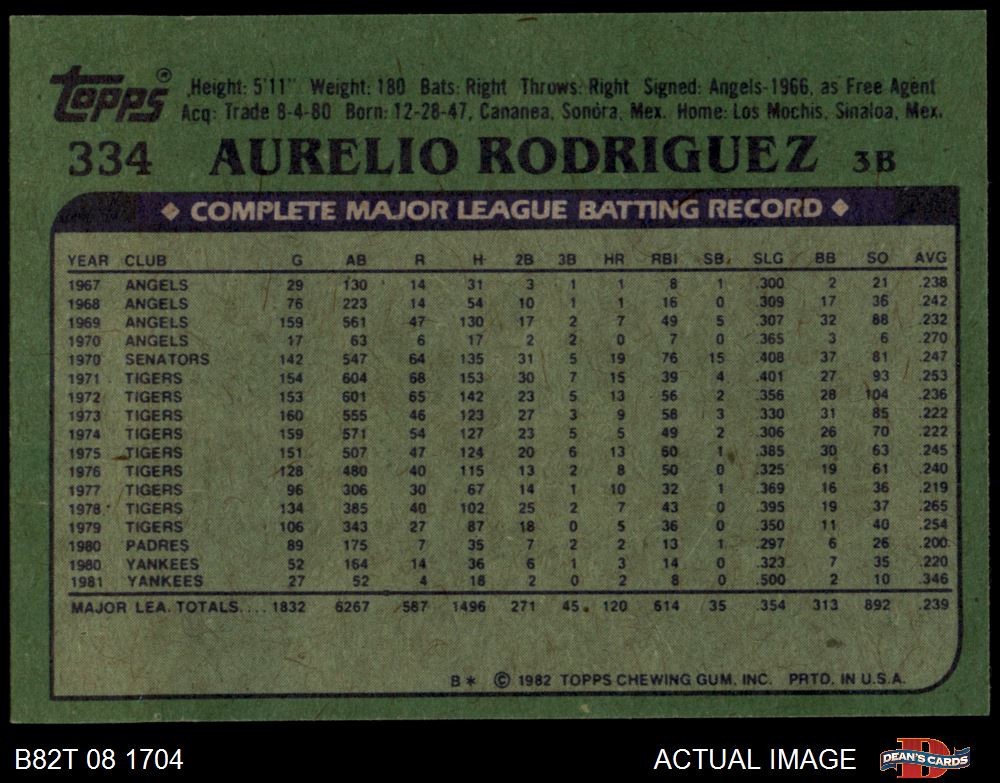 Topps®
Height: 5'11" Weight: 180 Bats: Right Throws: Right Signed: Angels-1966, as Free Agent
Acq: Trade 8-4-80 Born: 12-28-47, Cananea, Sonora, Mex. Home: Los Mochis, Sinaloa, Mex.
334 AURELIO RODRIGUEZ 3B
◆ COMPLETE MAJOR LEAGUE BATTING RECORD ◆
YEAR CLUB G AB R H 2B 3B HR RBI SB SLG BB SO AVG
1967 ANGELS 29 130 14 31 3 1 1 8 1 .300 2 21 .238
1968 ANGELS 76 223 14 54 10 1 1 16 0 .309 17 36 .242
1969 ANGELS 159 561 47 130 17 2 7 49 5 .307 32 88 .232
1970 ANGELS 17 63 6 17 2 2 0 7 0 .365 3 6 .270
1970 SENATORS 142 547 64 135 31 5 19 76 15 .408 37 81 .247
1971 TIGERS 154 604 68 153 30 7 15 39 4 .401 27 93 .253
1972 TIGERS 153 601 65 142 23 5 13 56 2 .356 28 104 .236
1973 TIGERS 160 555 46 123 27 3 9 58 3 .330 31 85 .222
1974 TIGERS 159 571 54 127 23 5 5 49 2 .306 26 70 .222
1975 TIGERS 151 507 47 124 20 6 13 60 1 .385 30 63 .245
1976 TIGERS 128 480 40 115 13 2 8 50 0 .325 19 61 .240
1977 TIGERS 96 306 30 67 14 1 10 32 1 .369 16 36 .219
1978 TIGERS 134 385 40 102 25 2 7 43 0 .395 19 37 .265
1979 TIGERS 106 343 27 87 18 0 5 36 0 .350 11 40 .254
1980 PADRES 89 175 7 35 7 2 2 13 1 .297 6 26 .200
1980 YANKEES 52 164 14 36 6 1 3 14 0 .323 7 35 .220
1981 YANKEES 27 52 4 18 2 0 2 8 0 .500 2 10 .346
MAJOR LEA. TOTALS.... 1832 6267 587 1496 271 45 120 614 35 .354 313 892 .239
B* © 1982 TOPPS CHEWING GUM, INC. PRTD. IN U.S.A.
B82T 08 1704 ACTUAL IMAGE DEAN'S CARDS